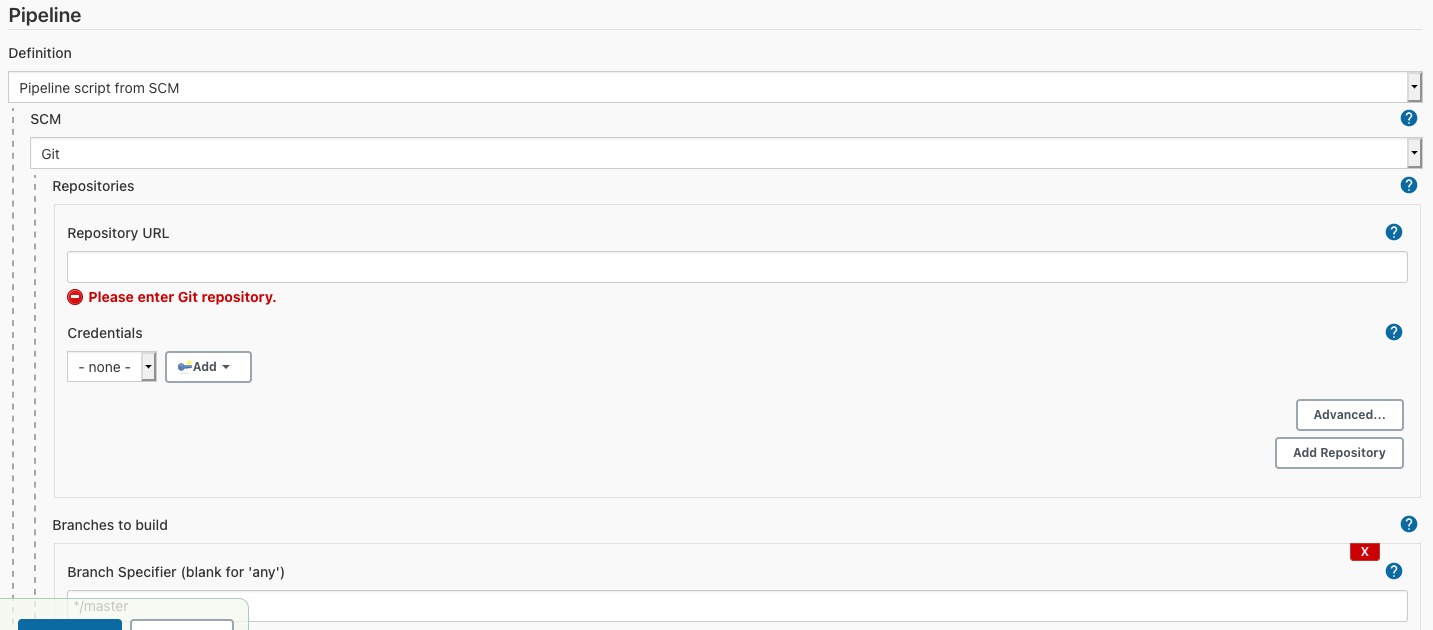 Pipeline
Definition
Pipeline script from SCM
SCM
?
Git
Repositories
?
Repository URL
?
Please enter Git repository.
Credentials
?
- none -
Add
Advanced...
Add Repository
Branches to build
?
X
Branch Specifier (blank for 'any')
?
*/master